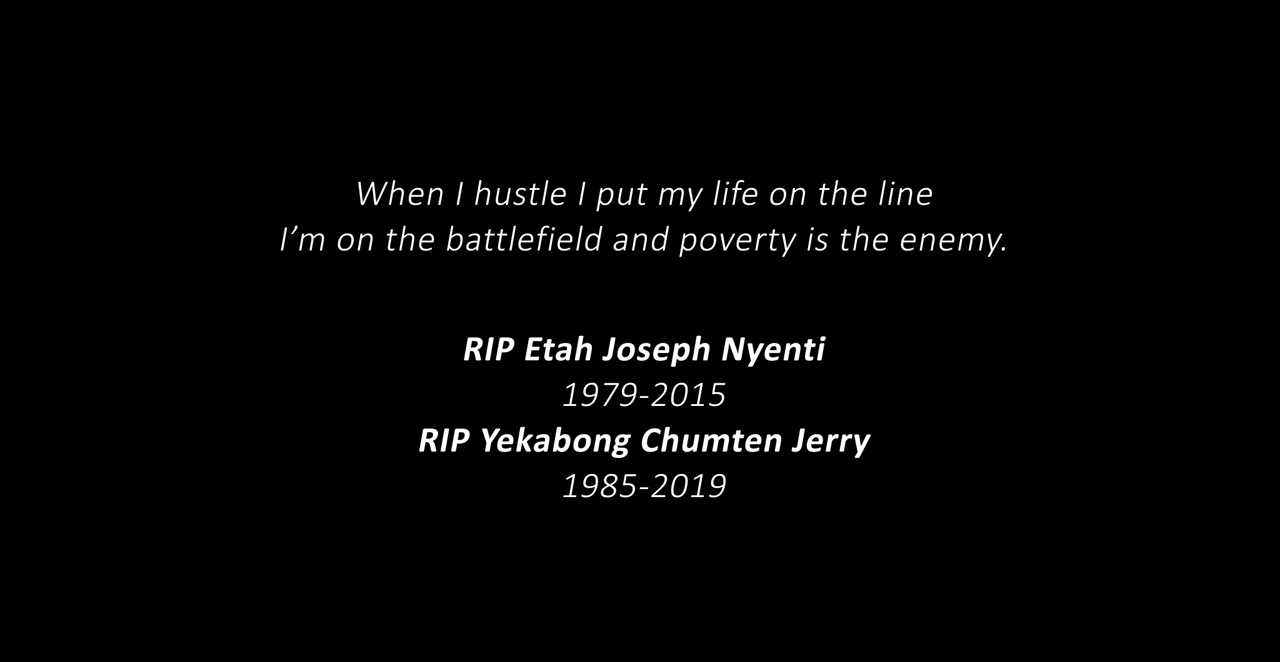 When I hustle I put my life on the line
I’m on the battlefield and poverty is the enemy.
RIP Etah Joseph Nyenti
1979-2015
RIP Yekabong Chumten Jerry
1985-2019